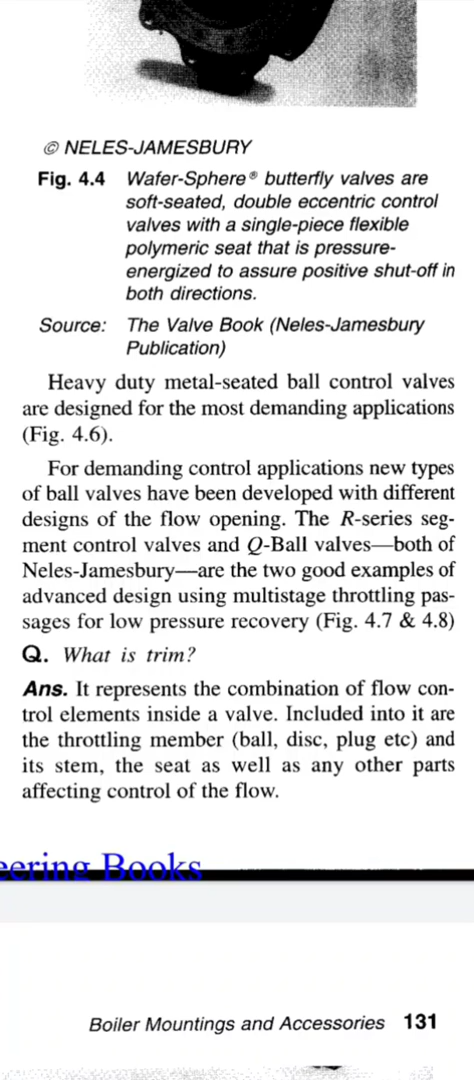 © NELES-JAMESBURY
Fig. 4.4 Wafer-Sphere® butterfly valves are
soft-seated, double eccentric control
valves with a single-piece flexible
polymeric seat that is pressure-
energized to assure positive shut-off in
both directions.
Source: The Valve Book (Neles-Jamesbury
Publication)
Heavy duty metal-seated ball control valves
are designed for the most demanding applications
(Fig. 4.6).
For demanding control applications new types
of ball valves have been developed with different
designs of the flow opening. The R-series seg-
ment control valves and Q-Ball valves—both of
Neles-Jamesbury—are the two good examples of
advanced design using multistage throttling pas-
sages for low pressure recovery (Fig. 4.7 & 4.8)
Q. What is trim?
Ans. It represents the combination of flow con-
trol elements inside a valve. Included into it are
the throttling member (ball, disc, plug etc) and
its stem, the seat as well as any other parts
affecting control of the flow.
eering Books
Boiler Mountings and Accessories 131